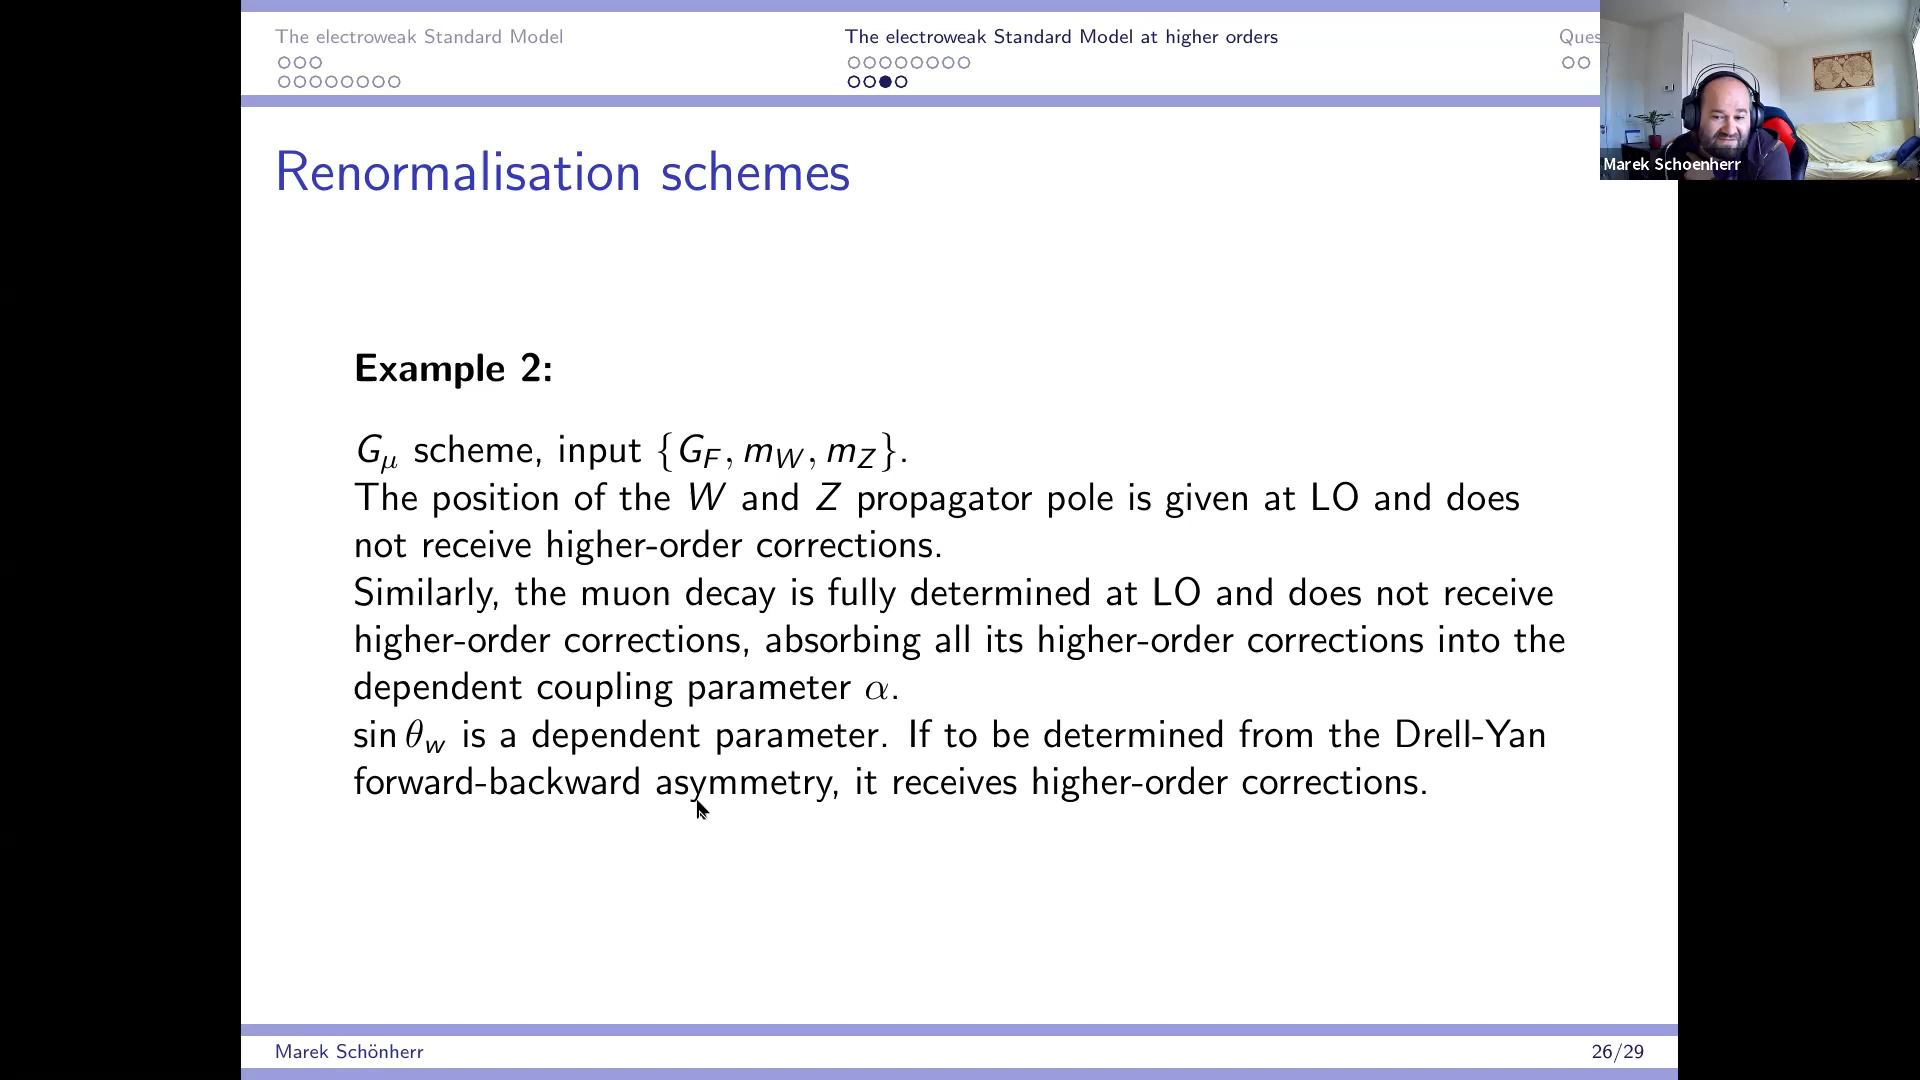 The electroweak Standard Model
The electroweak Standard Model at higher orders
Ques
Marek Schoenherr
Renormalisation schemes
Example 2:
G_μ scheme, input {G_F, m_W, m_Z}.
The position of the W and Z propagator pole is given at LO and does
not receive higher-order corrections.
Similarly, the muon decay is fully determined at LO and does not receive
higher-order corrections, absorbing all its higher-order corrections into the
dependent coupling parameter α.
sin θ_w is a dependent parameter. If to be determined from the Drell-Yan
forward-backward asymmetry, it receives higher-order corrections.
Marek Schönherr
26/29